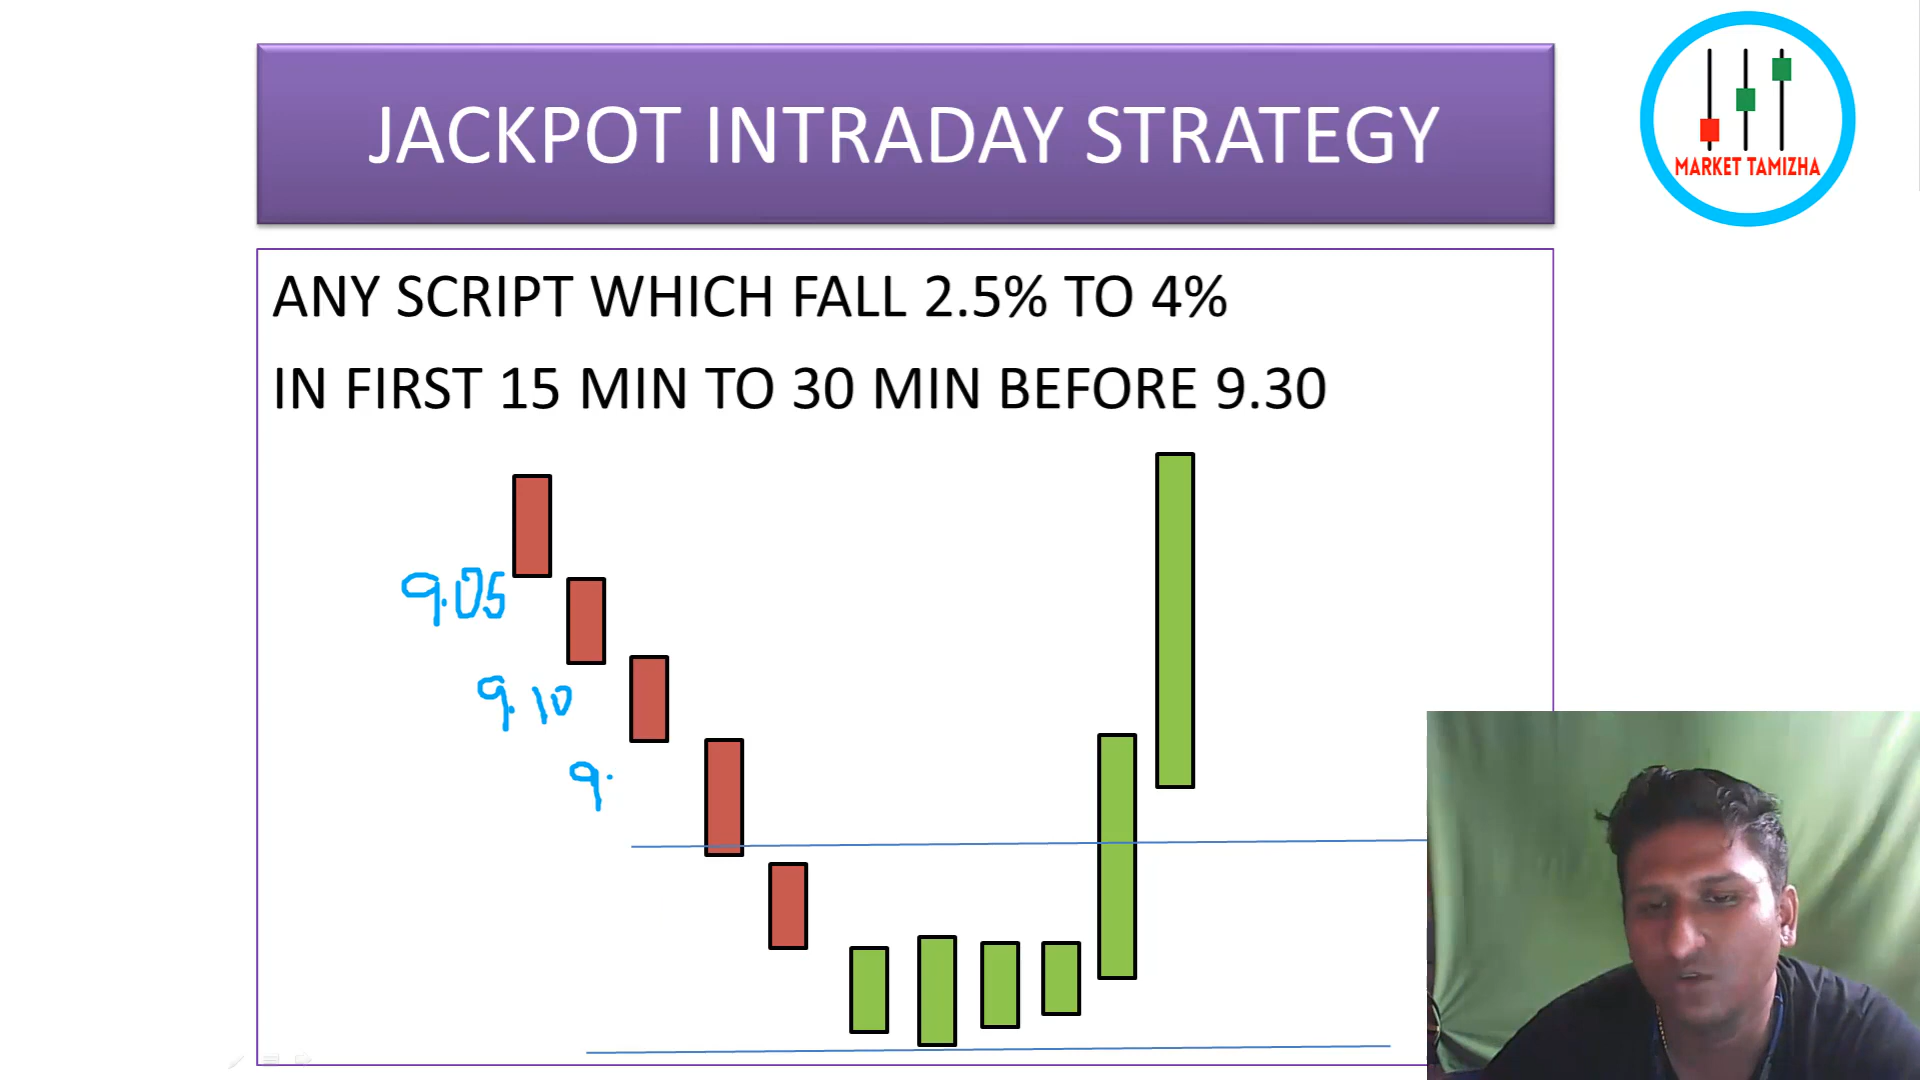 JACKPOT INTRADAY STRATEGY
MARKET TAMIZHA
ANY SCRIPT WHICH FALL 2.5% TO 4%
IN FIRST 15 MIN TO 30 MIN BEFORE 9.30
9.05
9.10
9.